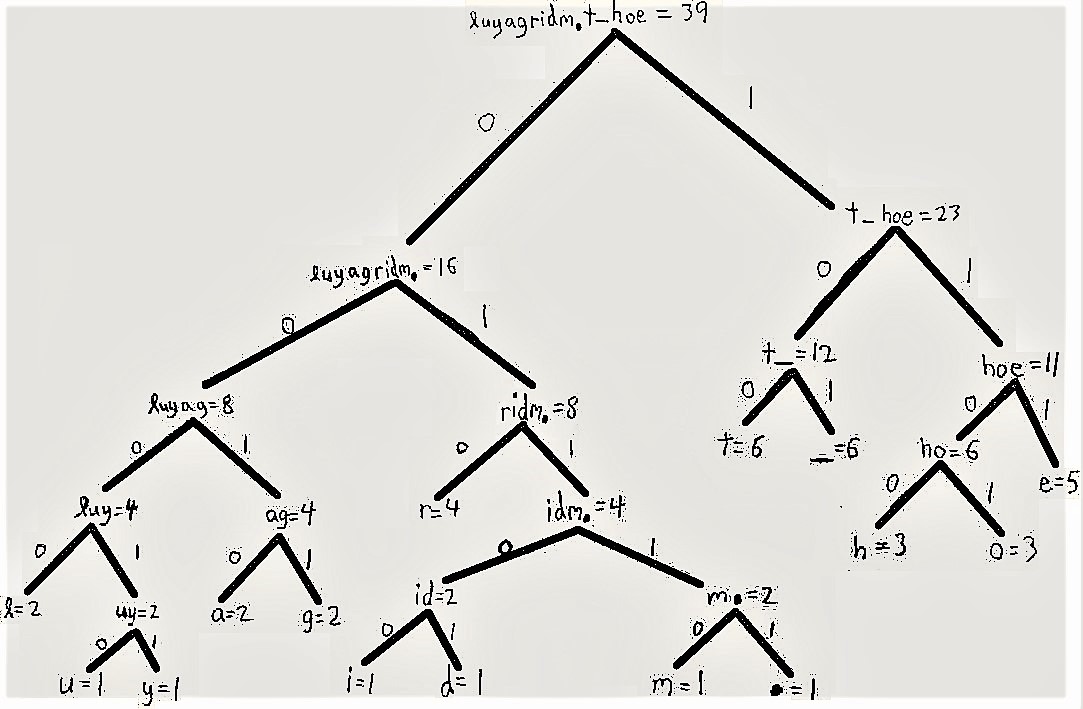 luyagridm.t_hoe = 39
0
1
t_hoe=23
luyagridm.=16
0
1
0
1
t_=12
hoe=11
luyag=8
ridm.=8
0
1
0
1
0
1
0
1
t=6
_=6
ho=6
e=5
luy=4
ag=4
r=4
idm.=4
0
1
0
1
0
1
0
1
h=3
o=3
l=2
uy=2
a=2
g=2
id=2
m.=2
0
1
0
1
0
1
u=1
y=1
i=1
d=1
m=1
.=1